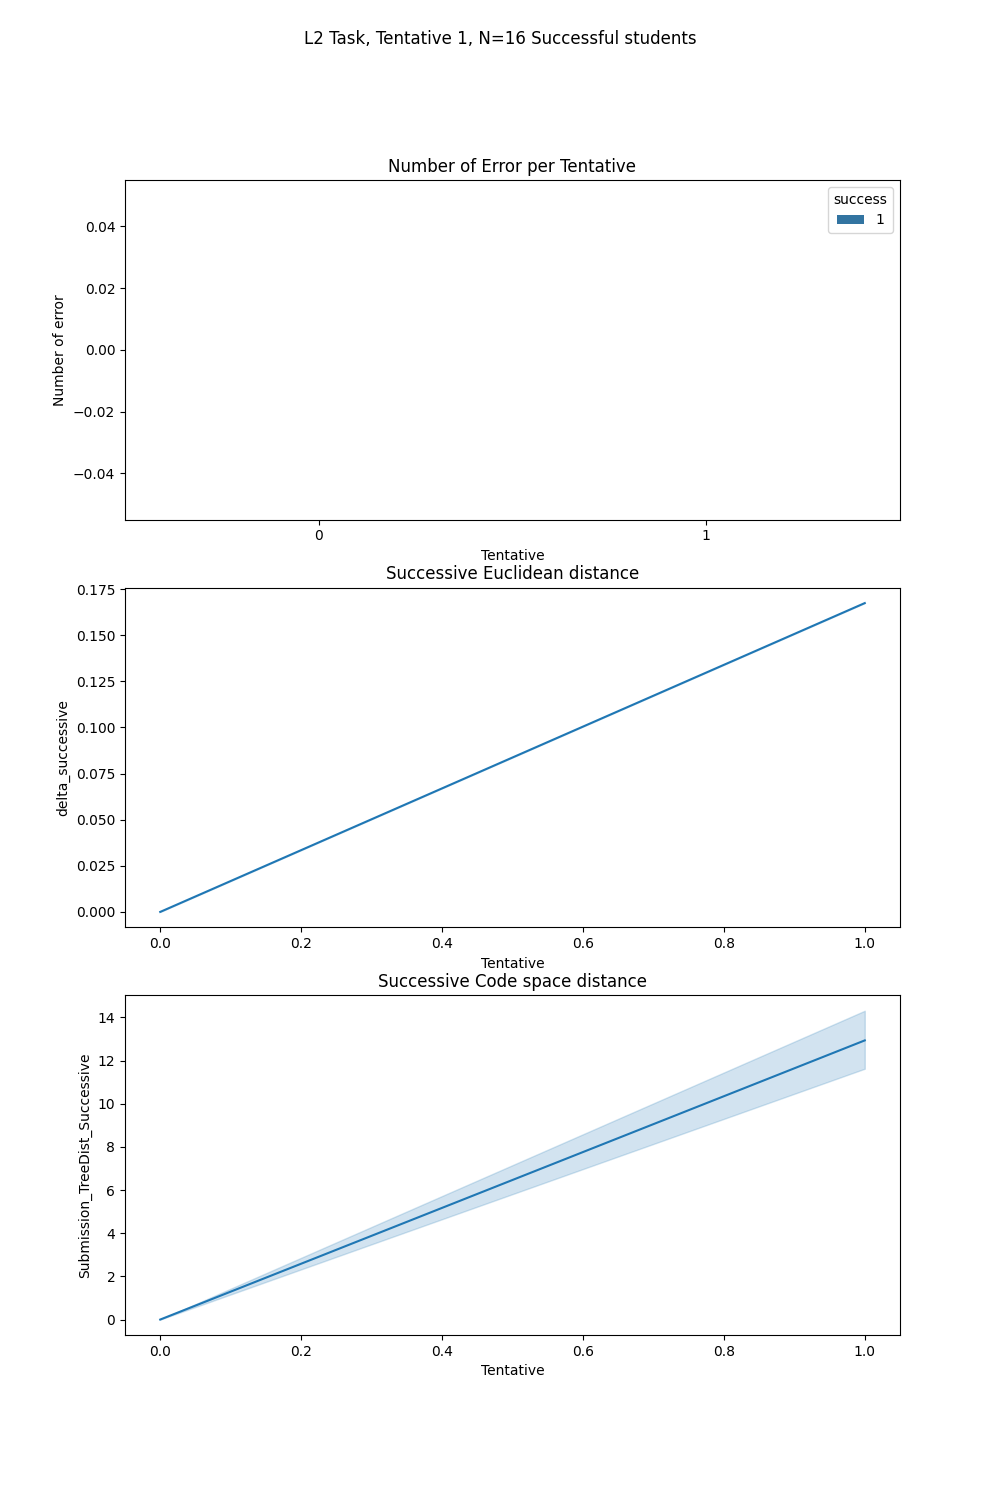 L2 Task, Tentative 1, N=16 Successful students
Number of Error per Tentative
success
1
0.04
0.02
0.00
−0.02
−0.04
Number of error
0 1
Tentative
Successive Euclidean distance
0.175
0.150
0.125
0.100
0.075
0.050
0.025
0.000
delta_successive
0.0 0.2 0.4 0.6 0.8 1.0
Tentative
Successive Code space distance
14
12
10
8
6
4
2
0
Submission_TreeDist_Successive
0.0 0.2 0.4 0.6 0.8 1.0
Tentative